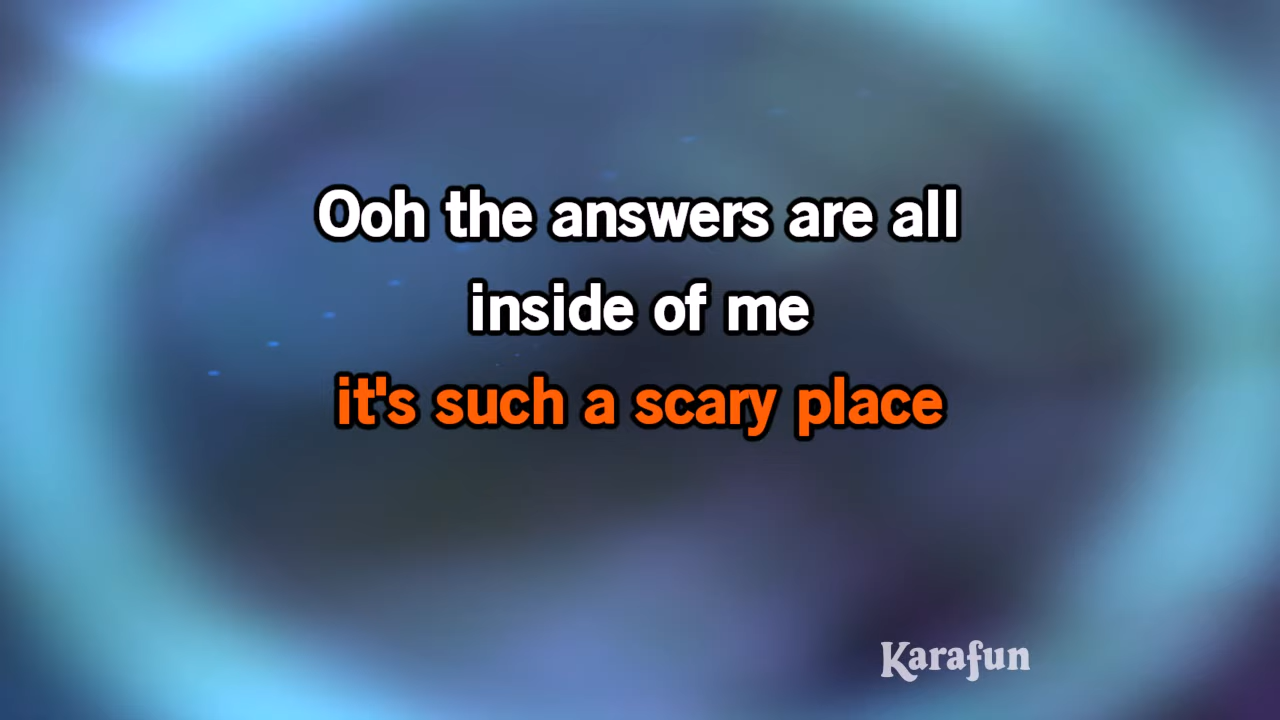 Ooh the answers are all
inside of me
it's such a scary place
Karafun